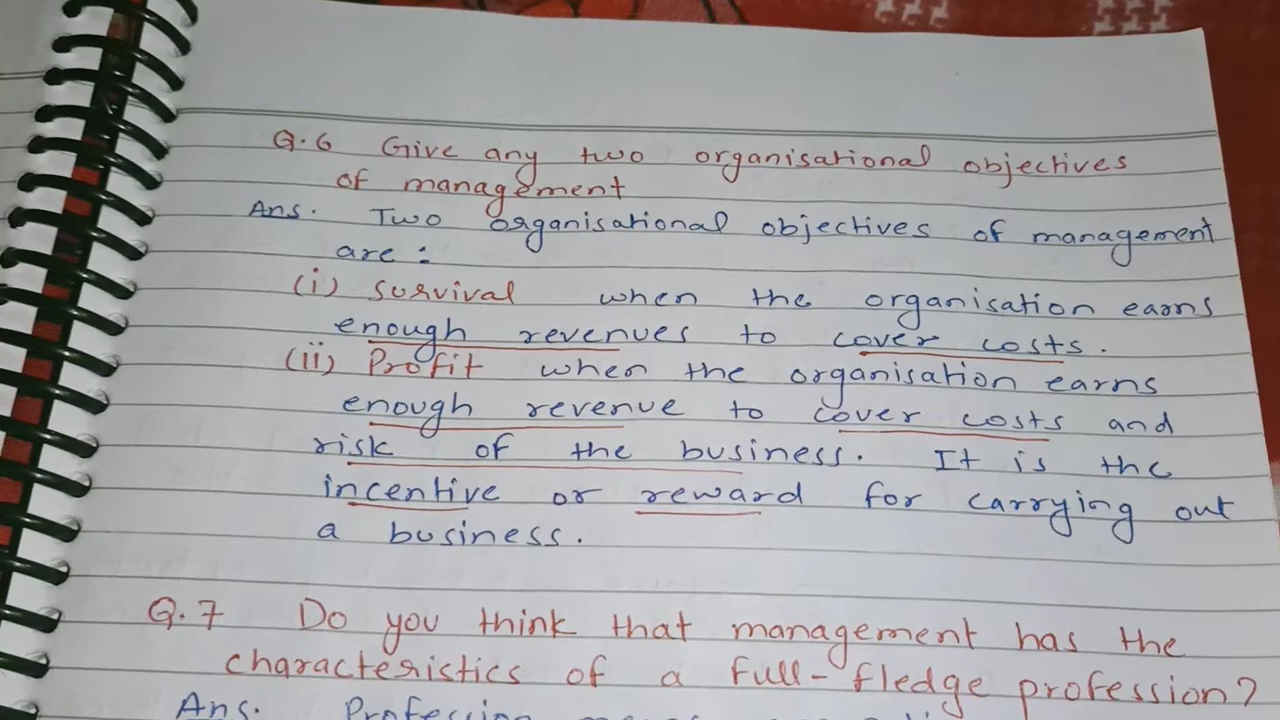 Q.6 Give any two organisational objectives
of management
Ans. Two organisational objectives of management
are :
(i) Survival when the organisation earns
enough revenues to cover costs.
(ii) Profit when the organisation earns
enough revenue to cover costs and
risk of the business. It is the
incentive or reward for carrying out
a business.
Q.7 Do you think that management has the
characteristics of a full-fledge profession?
Ans. Profession